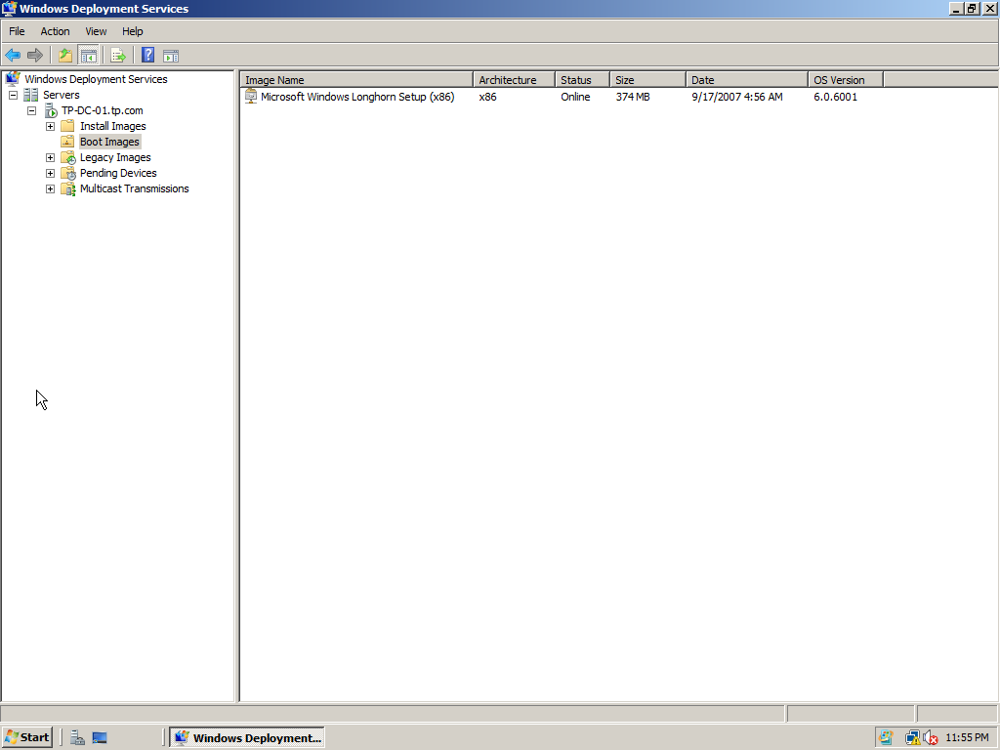 Windows Deployment Services
File Action View Help
Windows Deployment Services
Servers
TP-DC-01.tp.com
Install Images
Boot Images
Legacy Images
Pending Devices
Multicast Transmissions
Image Name Architecture Status Size Date OS Version
Microsoft Windows Longhorn Setup (x86) x86 Online 374 MB 9/17/2007 4:56 AM 6.0.6001
Start Windows Deployment... 11:55 PM